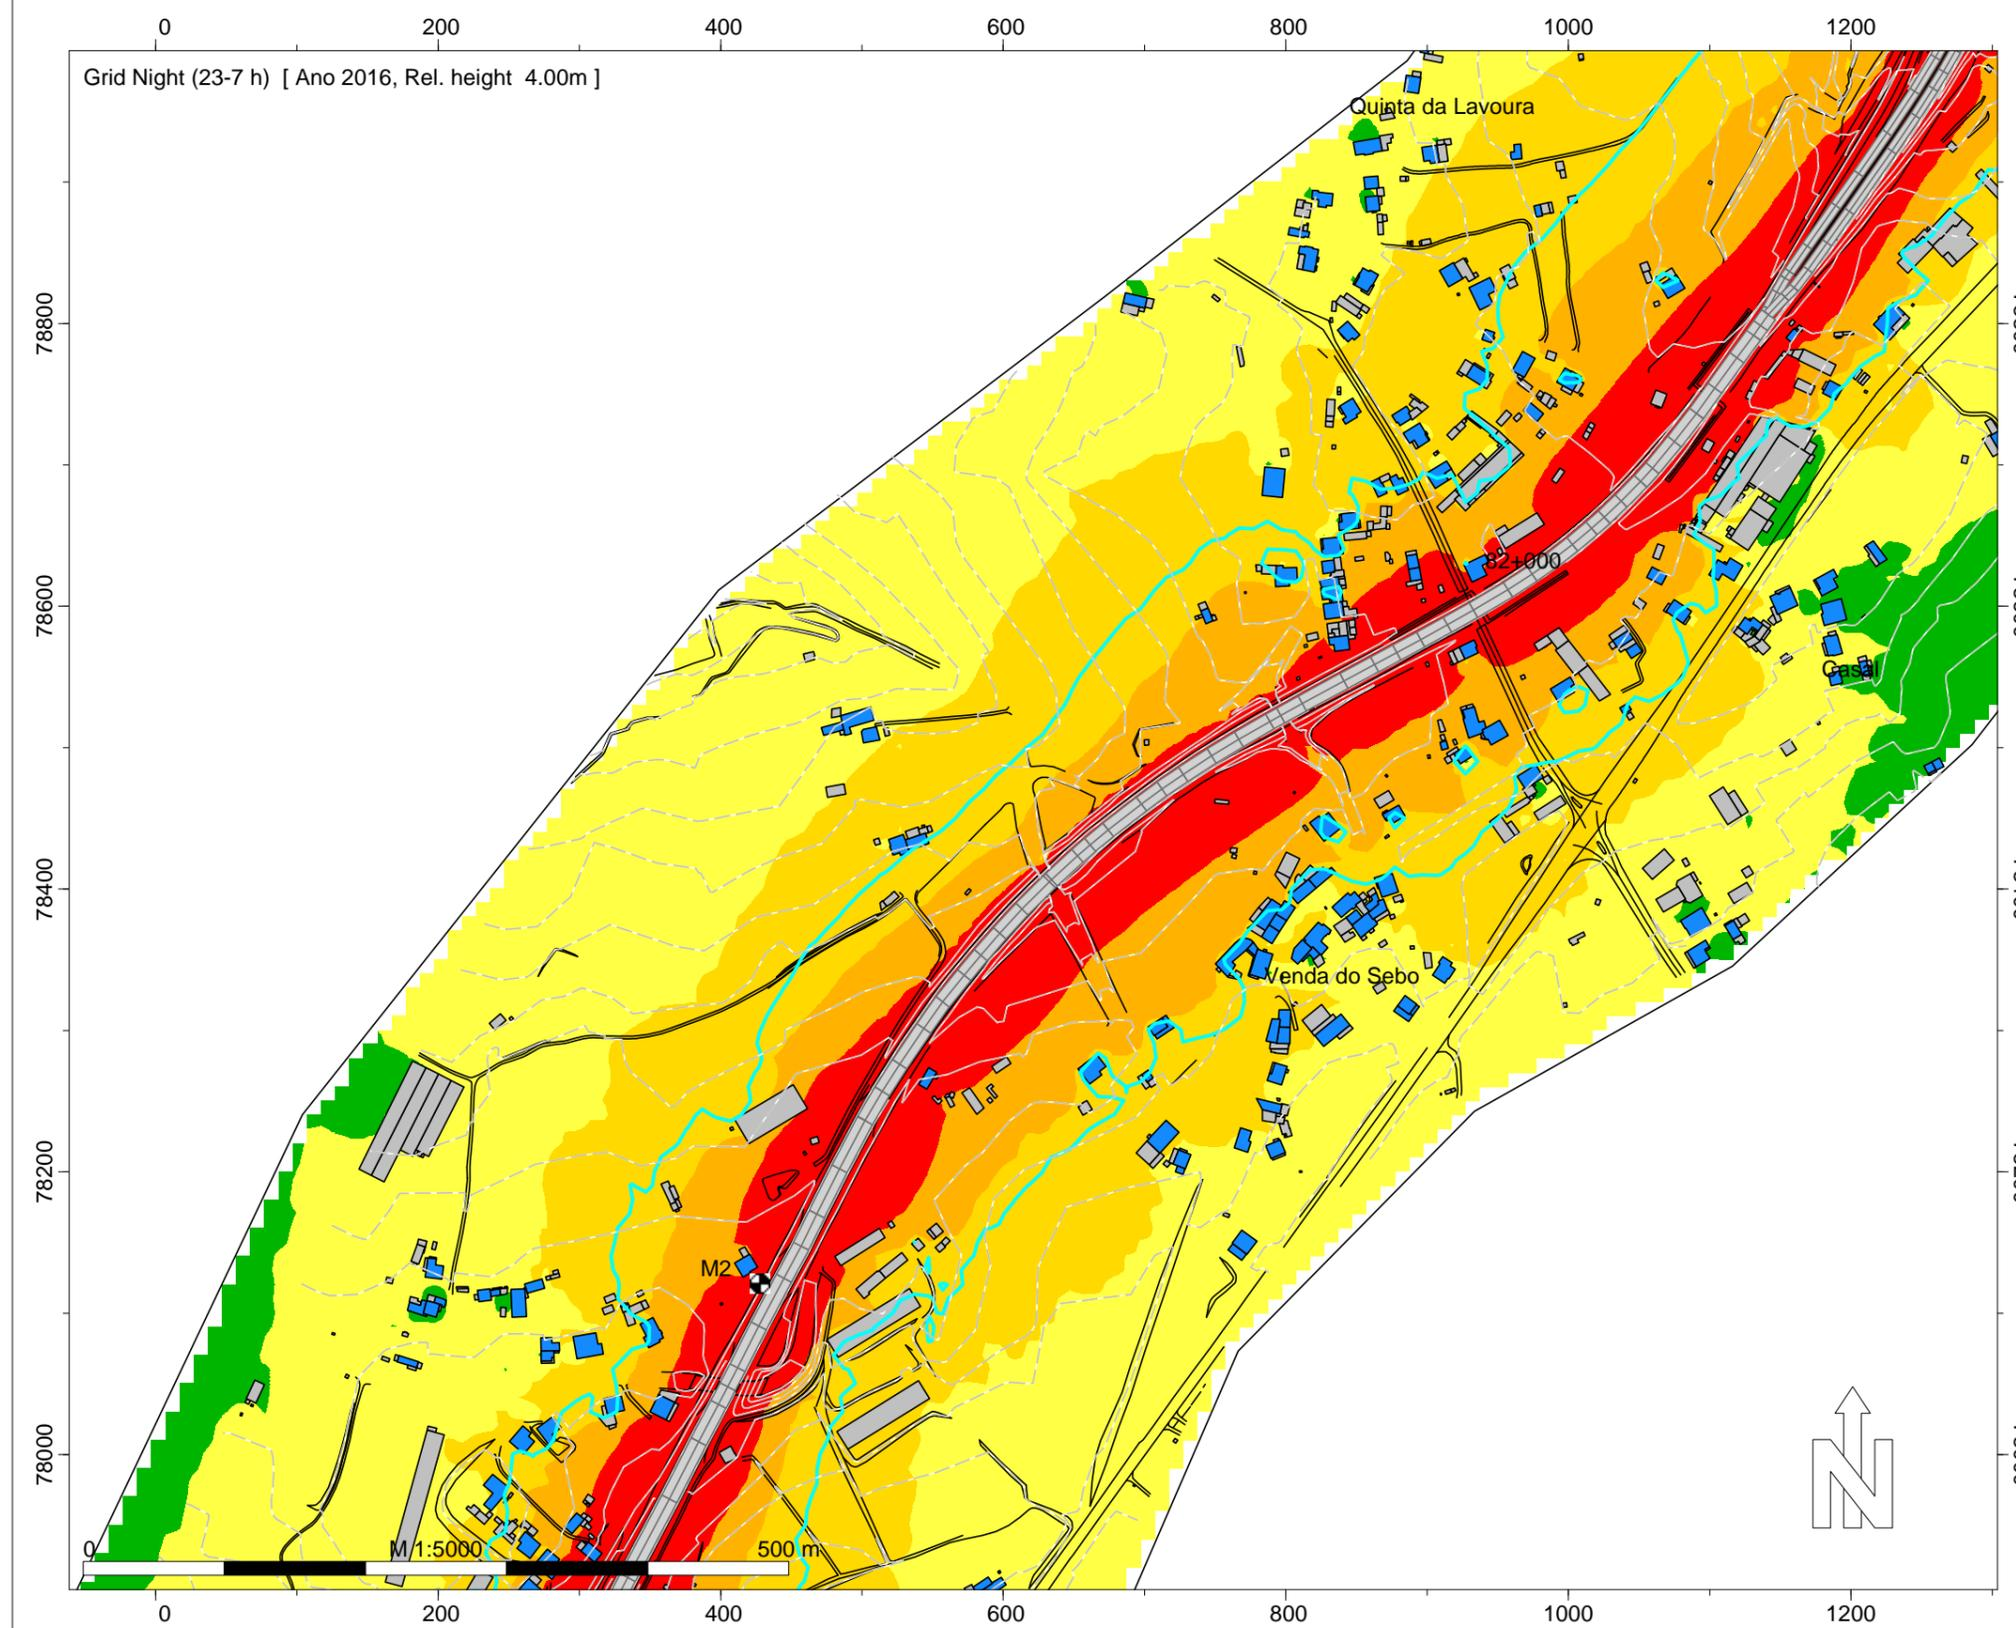 0 200 400 600 800 1000 1200
Grid Night (23-7 h) [ Ano 2016, Rel. height 4.00m ]
Quinta da Lavoura
78800
82+000
78600
Casal
78400
Venda do Sebo
78200
M2
78000
0 M 1:5000 500 m
N
0 200 400 600 800 1000 1200